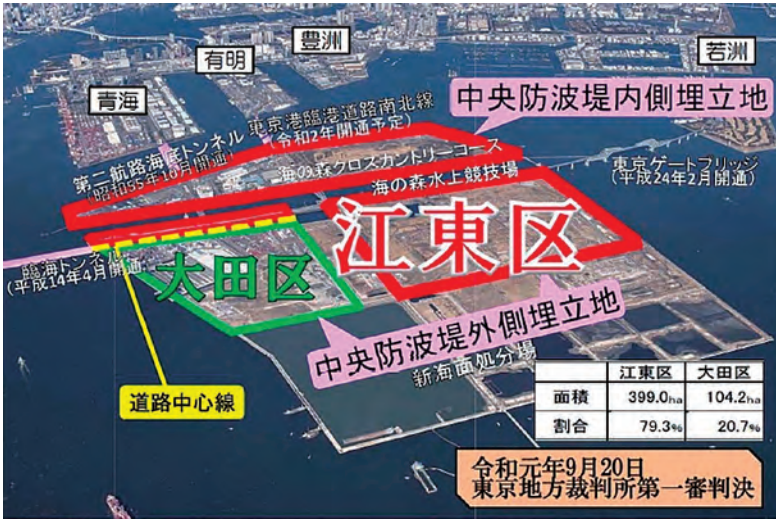 豊洲
有明
若洲
青海
中央防波堤内側埋立地
東京港臨港道路南北線
(令和2年開通予定)
第二航路海底トンネル
(昭和55年10月開通)
海の森クロスカントリーコース
海の森水上競技場
東京ゲートブリッジ
(平成24年2月開通)
江東区
臨海トンネル
(平成14年4月開通)
大田区
中央防波堤外側埋立地
新海面処分場
道路中心線
江東区 大田区
面積 399.0ha 104.2ha
割合 79.3% 20.7%
令和元年9月20日
東京地方裁判所第一審判決